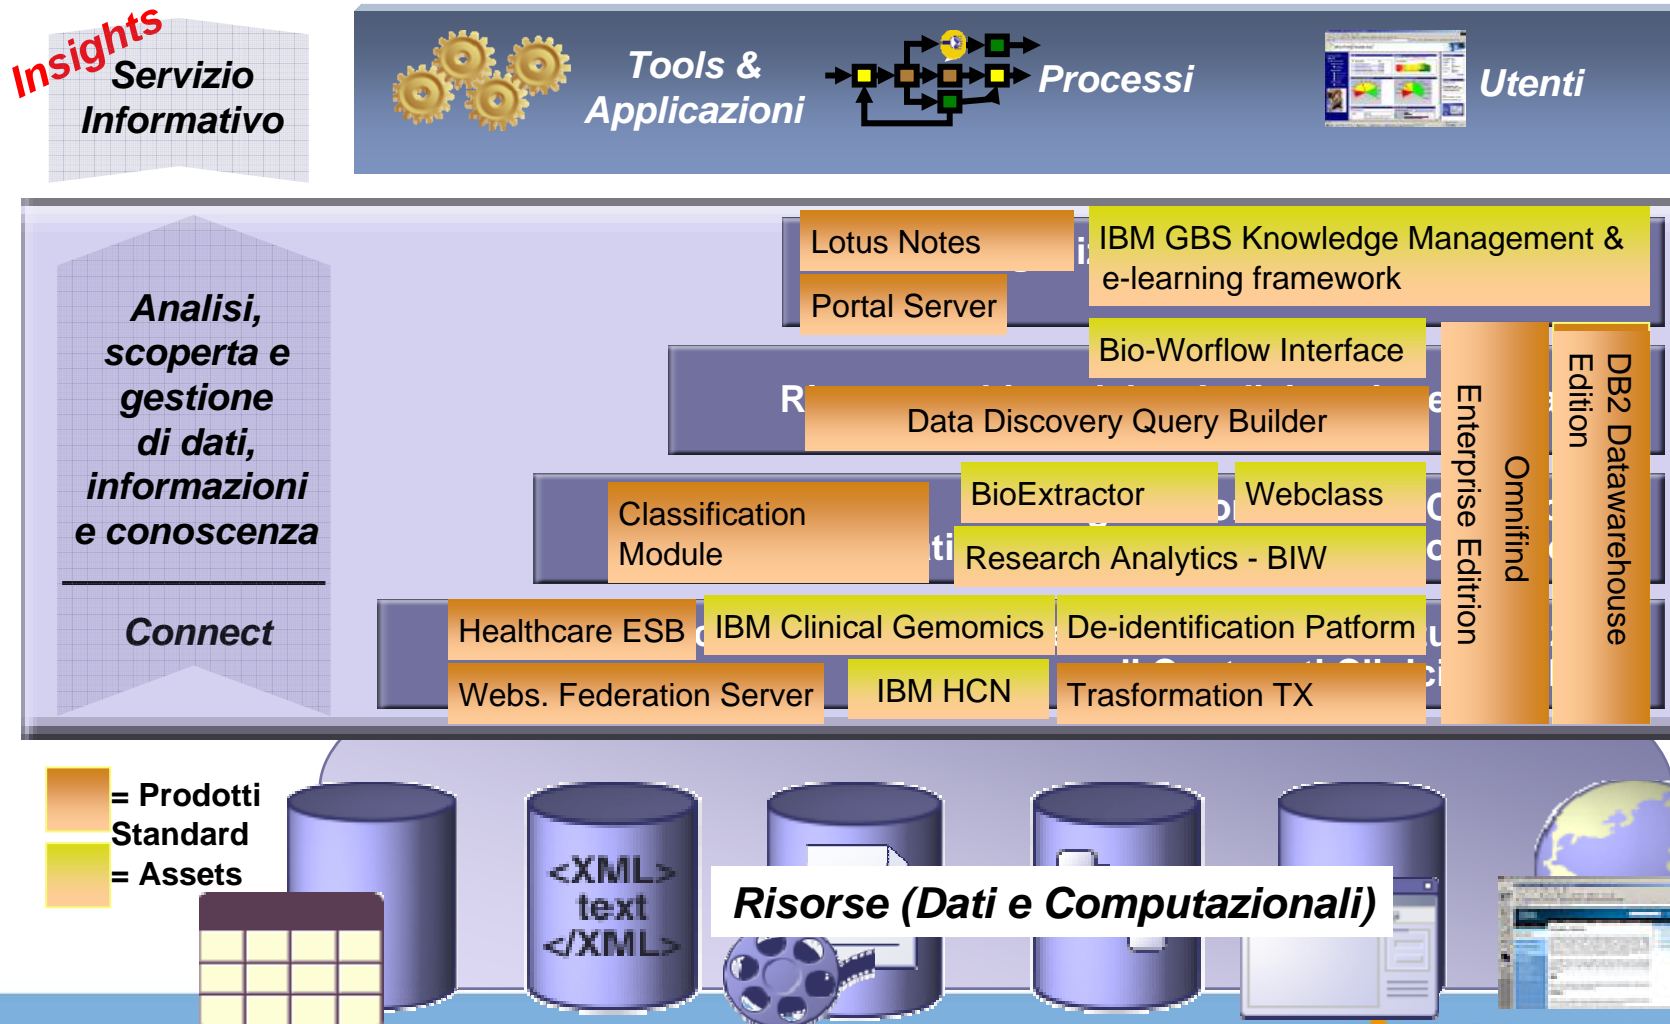 Insights
Servizio
Informativo
Tools &
Applicazioni
Processi
Utenti
Analisi,
scoperta e
gestione
di dati,
informazioni
e conoscenza
Connect
Lotus Notes
IBM GBS Knowledge Management &
e-learning framework
Portal Server
Bio-Worflow Interface
Data Discovery Query Builder
Classification
Module
BioExtractor
Webclass
Research Analytics - BIW
Healthcare ESB
IBM Clinical Gemomics
De-identification Patform
Webs. Federation Server
IBM HCN
Trasformation TX
Omnifind
Enterprise Editrion
DB2 Datawarehouse
Edition
= Prodotti
Standard
= Assets
<XML>
text
</XML>
Risorse (Dati e Computazionali)